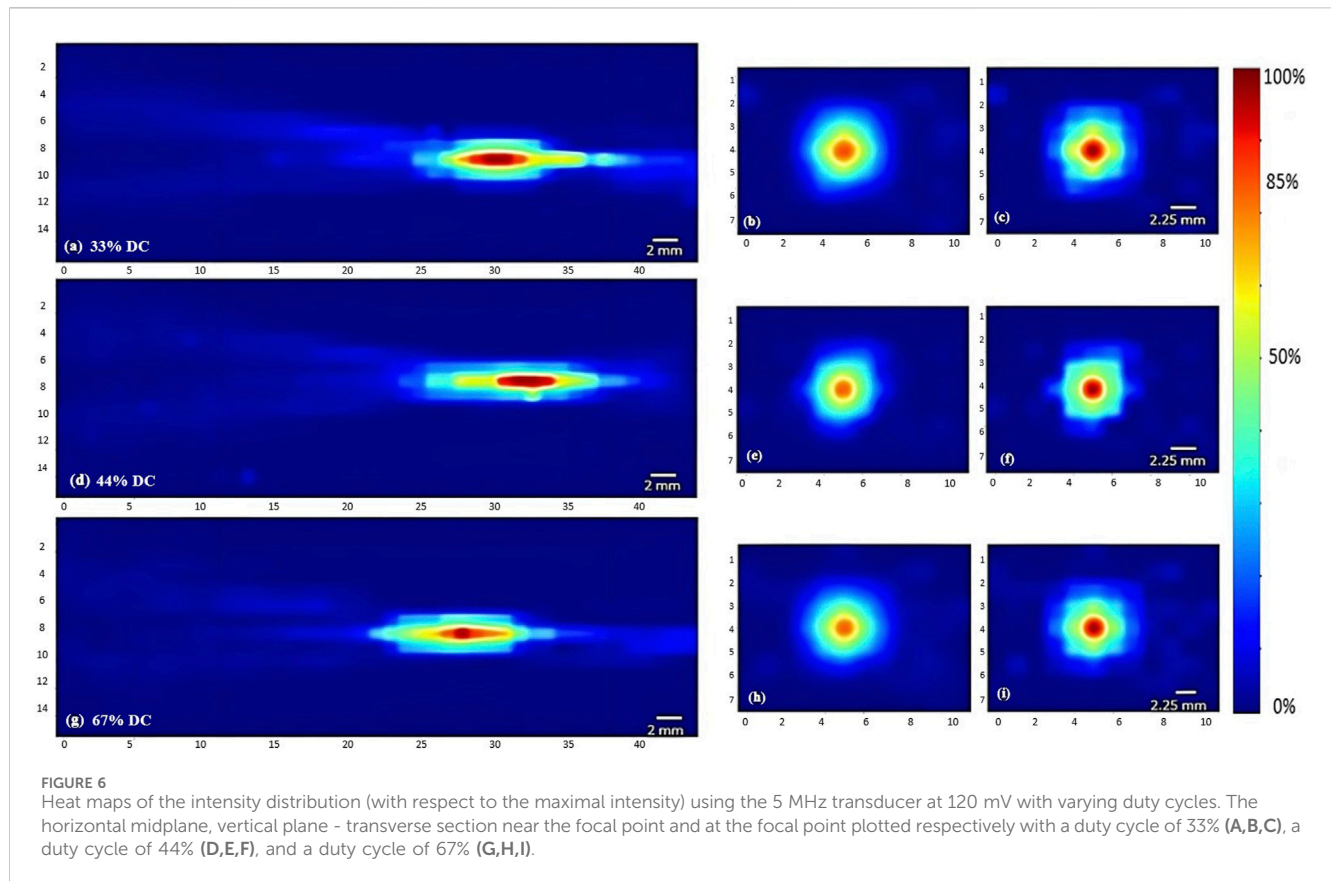 2
4
6
8
10
12
14
(a) 33% DC
2 mm
0 5 10 15 20 25 30 35 40
1
2
3
4
5
6
7
(b)
0 2 4 6 8 10
1
2
3
4
5
6
7
(c)
2.25 mm
0 2 4 6 8 10
100%
85%
50%
0%
2
4
6
8
10
12
14
(d) 44% DC
2 mm
0 5 10 15 20 25 30 35 40
1
2
3
4
5
6
7
(e)
0 2 4 6 8 10
1
2
3
4
5
6
7
(f)
2.25 mm
0 2 4 6 8 10
2
4
6
8
10
12
14
(g) 67% DC
2 mm
0 5 10 15 20 25 30 35 40
1
2
3
4
5
6
7
(h)
0 2 4 6 8 10
1
2
3
4
5
6
7
(i)
2.25 mm
0 2 4 6 8 10
FIGURE 6
Heat maps of the intensity distribution (with respect to the maximal intensity) using the 5 MHz transducer at 120 mV with varying duty cycles. The
horizontal midplane, vertical plane - transverse section near the focal point and at the focal point plotted respectively with a duty cycle of 33% (A,B,C), a
duty cycle of 44% (D,E,F), and a duty cycle of 67% (G,H,I).